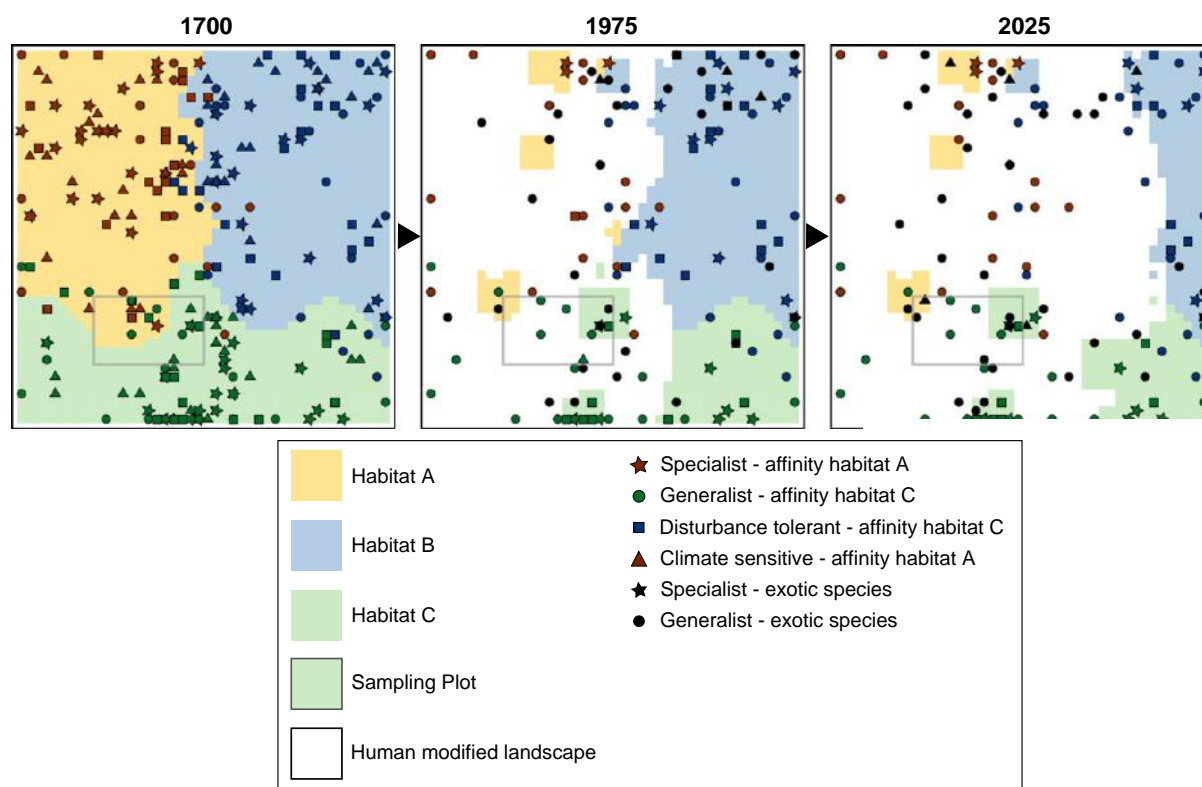 1700
1975
2025
Habitat A
Habitat B
Habitat C
Sampling Plot
Human modified landscape
Specialist - affinity habitat A
Generalist - affinity habitat C
Disturbance tolerant - affinity habitat C
Climate sensitive - affinity habitat A
Specialist - exotic species
Generalist - exotic species